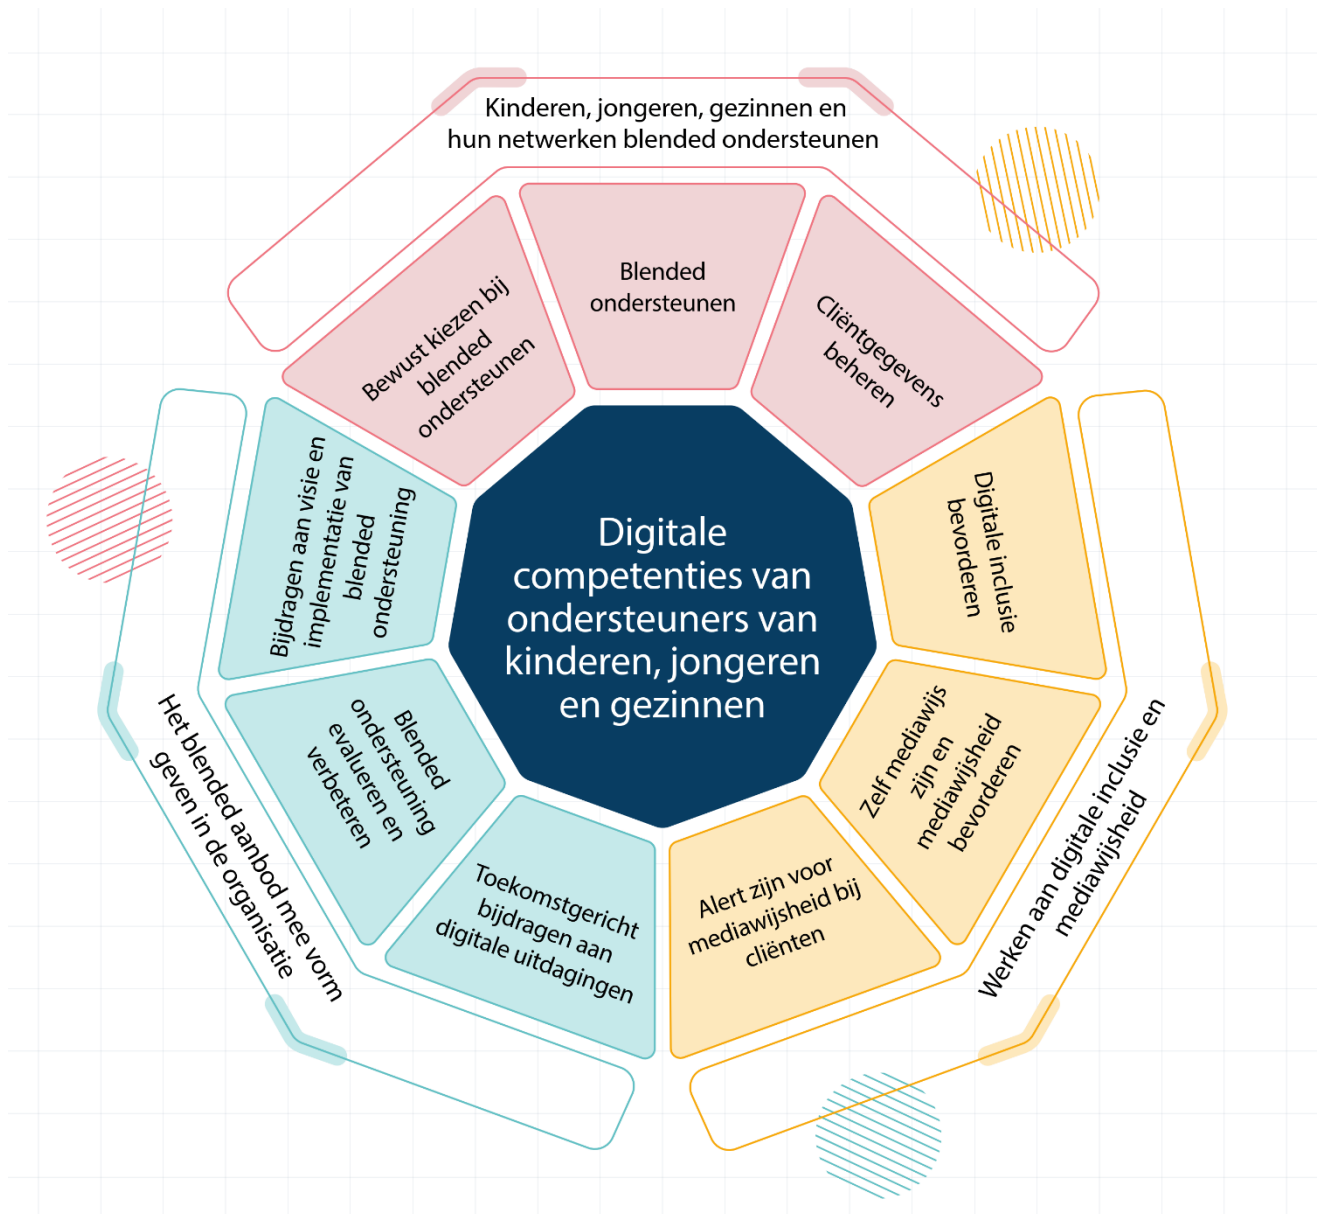 Kinderen, jongeren, gezinnen en
hun netwerken blended ondersteunen
Bewust kiezen bij
blended
ondersteunen
Blended
ondersteunen
Cliëntgegevens
beheren
Digitale inclusie
bevorderen
Zelf mediawijs
zijn en
mediawijsheid
bevorderen
Alert zijn voor
mediawijsheid bij
cliënten
Werken aan digitale inclusie en
mediawijsheid
Toekomstgericht
bijdragen aan
digitale uitdagingen
Blended
ondersteuning
evalueren en
verbeteren
Bijdragen aan visie en
implementatie van
blended
ondersteuning
Het blended aanbod mee vorm
geven in de organisatie
Digitale
competenties van
ondersteuners van
kinderen, jongeren
en gezinnen